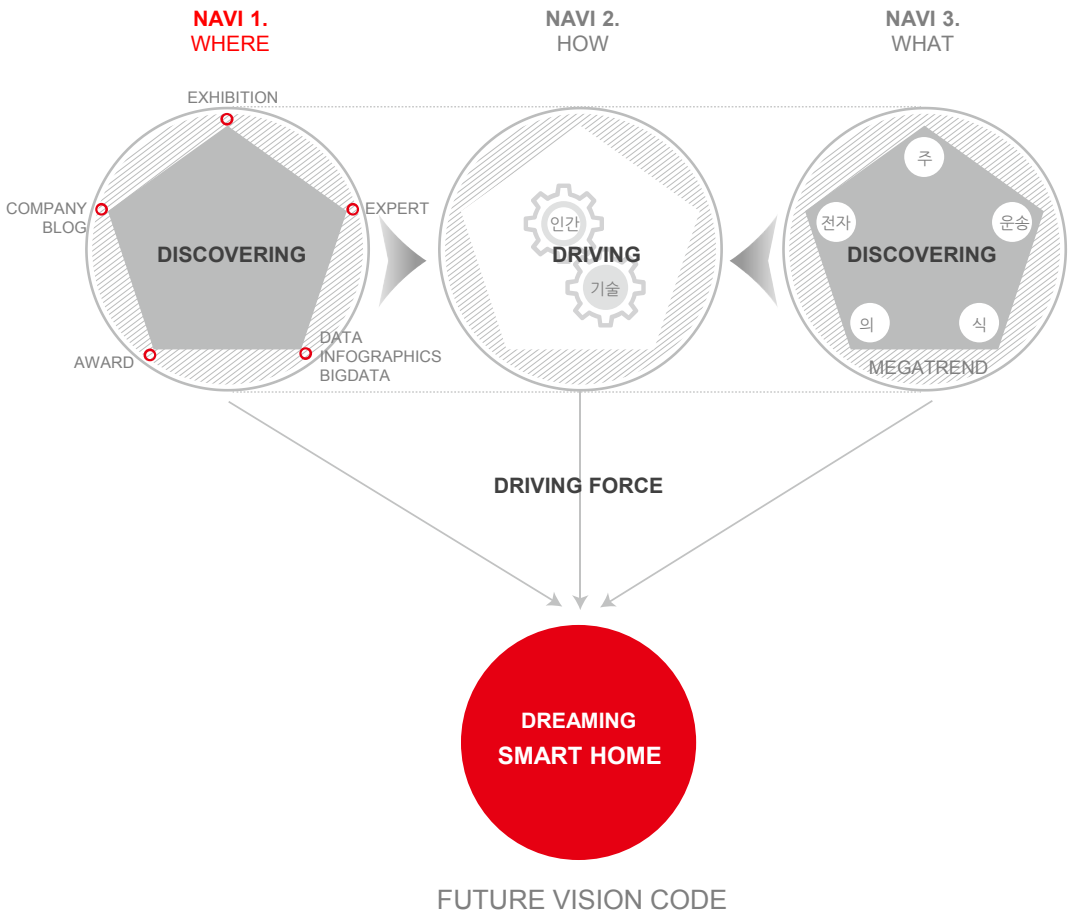 NAVI 1.
WHERE
NAVI 2.
HOW
NAVI 3.
WHAT
EXHIBITION
COMPANY
BLOG
EXPERT
DISCOVERING
AWARD
DATA
INFOGRAPHICS
BIGDATA
인간
DRIVING
기술
주
전자
운송
DISCOVERING
의
식
MEGATREND
DRIVING FORCE
DREAMING
SMART HOME
FUTURE VISION CODE